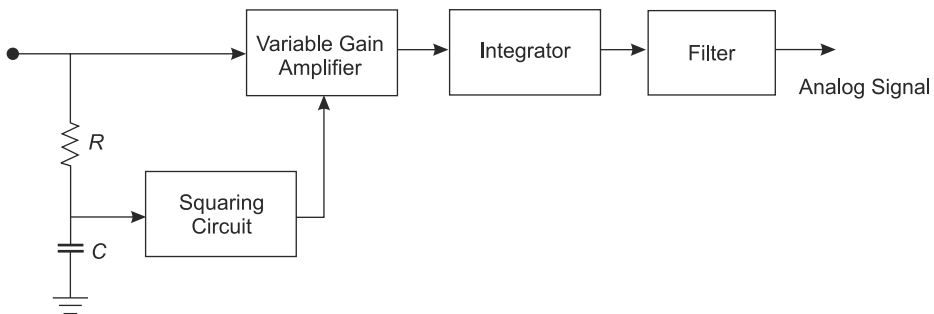 Variable Gain
Amplifier
Integrator
Filter
Analog Signal
R
Squaring
Circuit
C